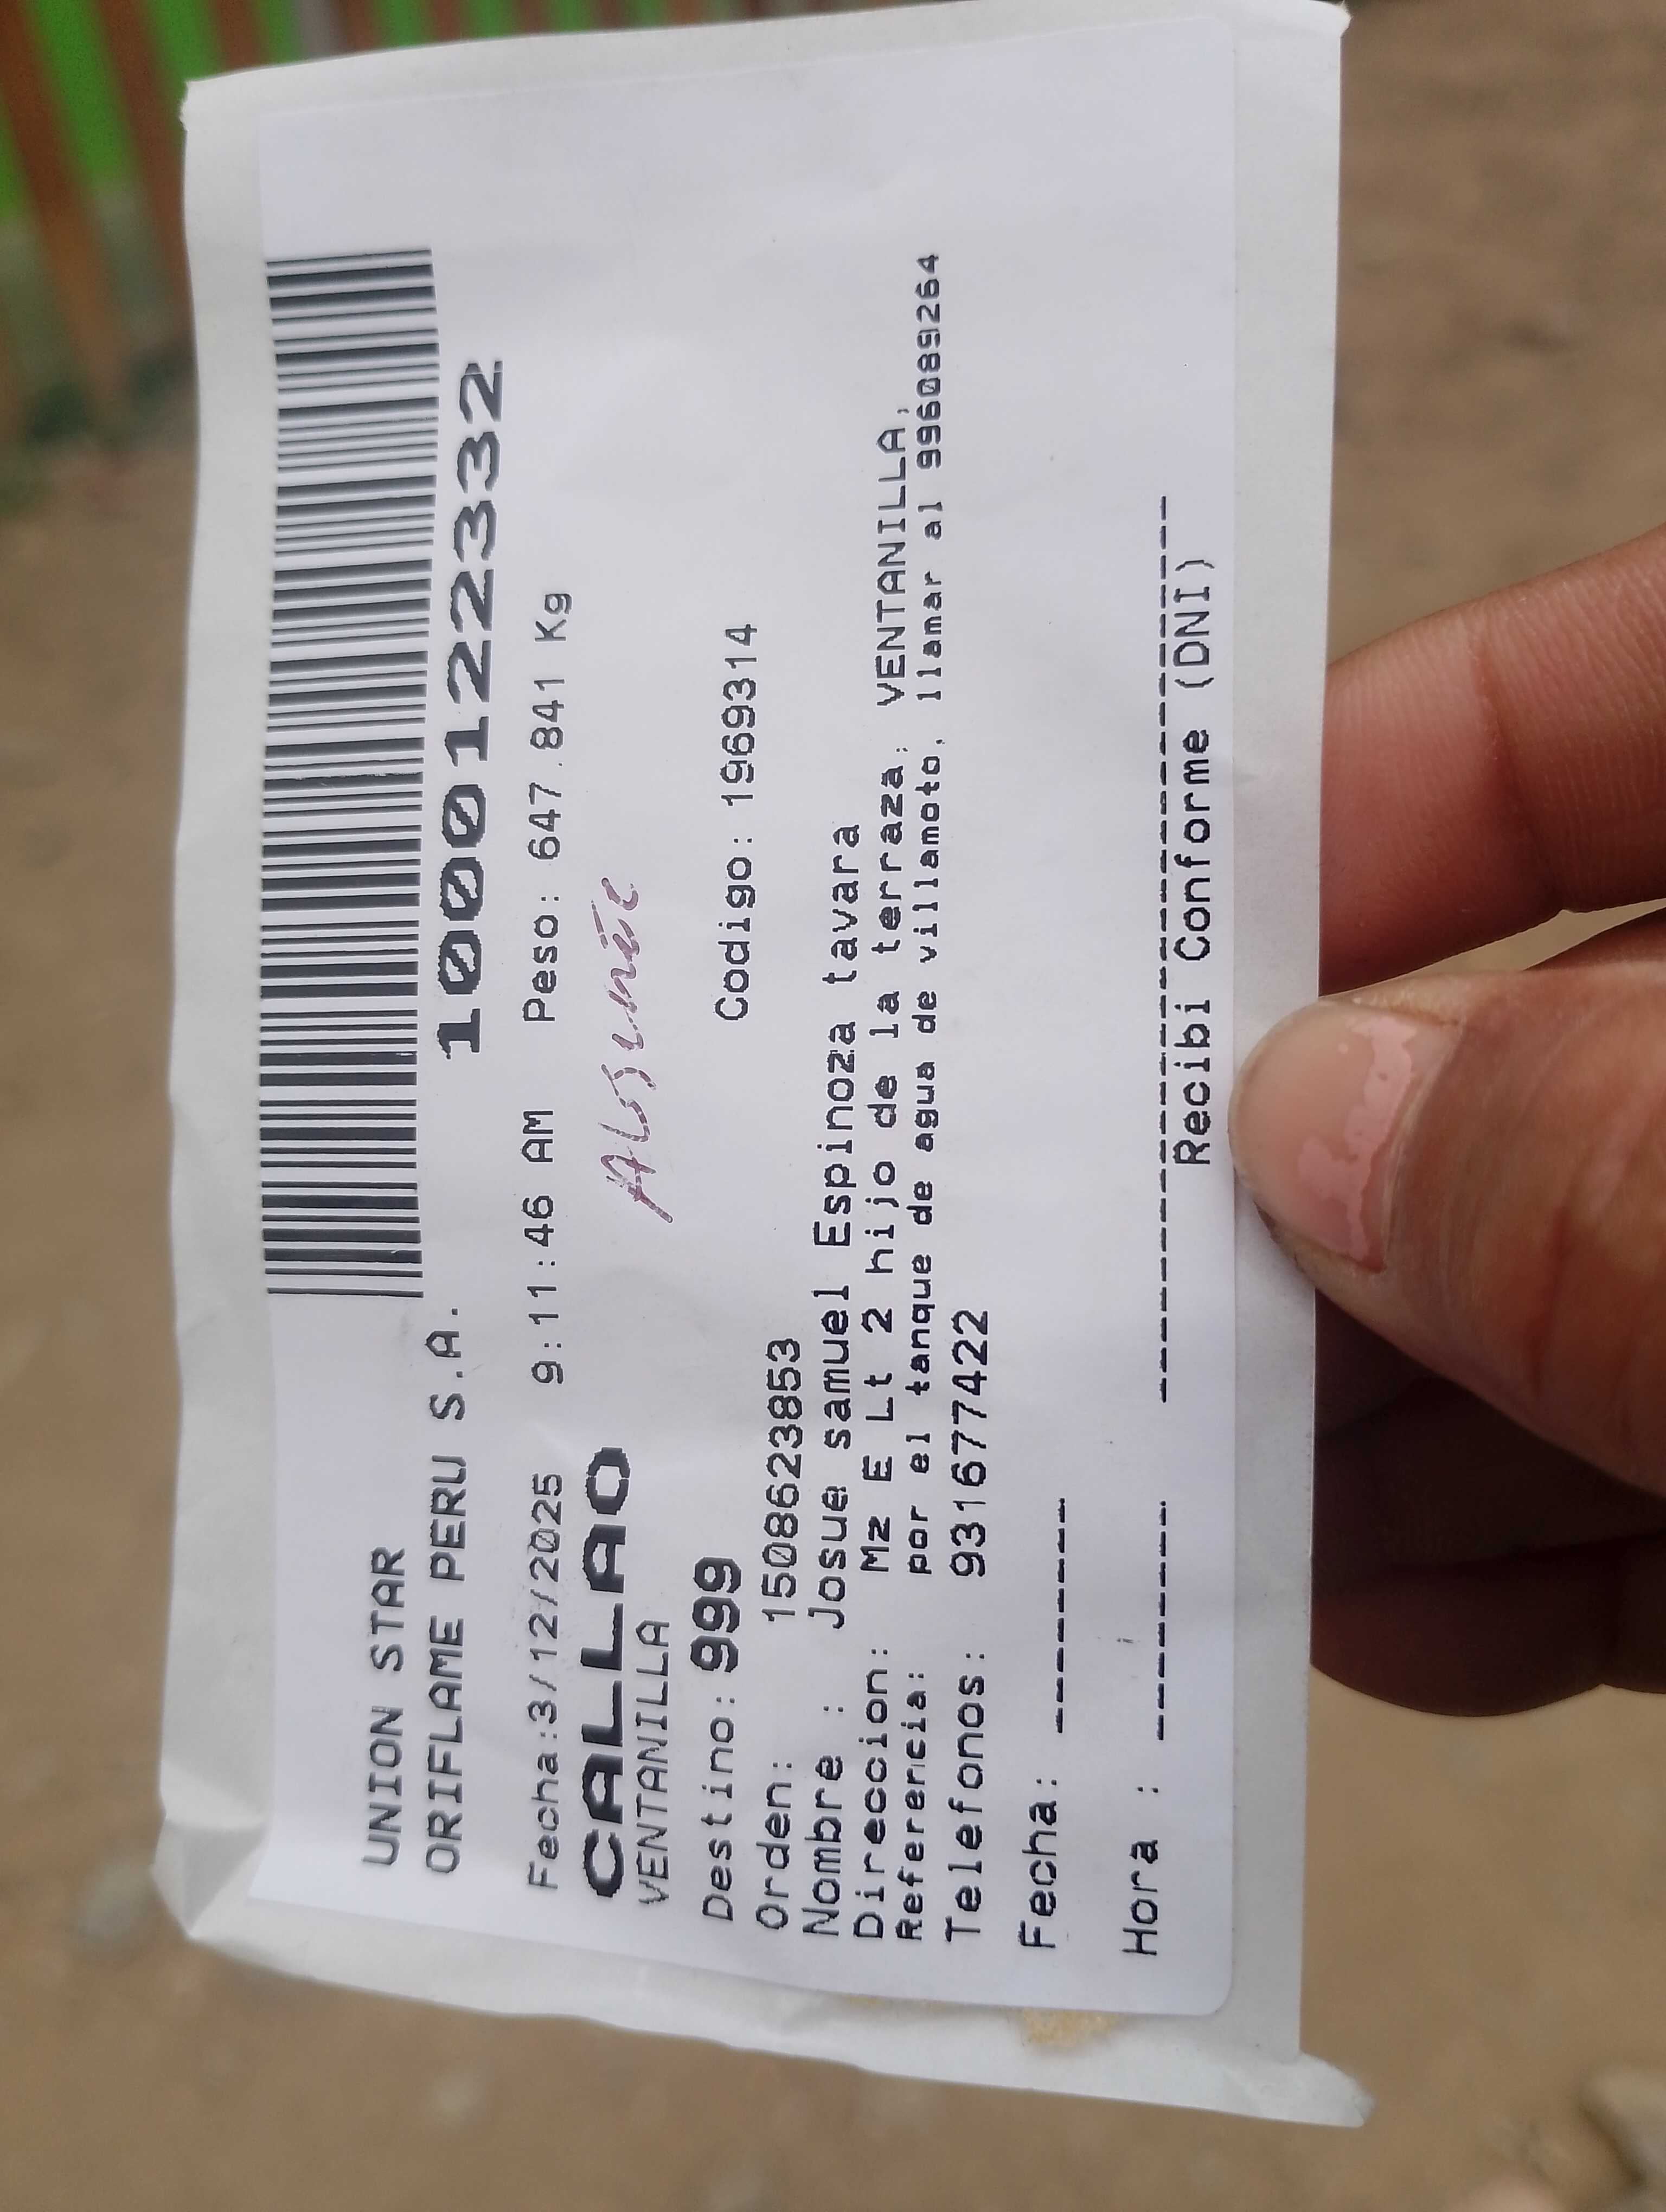 UNION STAR
ORIFLAME PERU S.A.
1000122332
Fecha:3/12/2025 9:11:46 AM Peso: 647.841 Kg
CALLAO
VENTANILLA
Destino: 999 Codigo: 1969314
Orden: 1508623853
Nombre : Josue samuel Espinoza tavara
Direccion: Mz E Lt 2 hijo de la terraza; VENTANILLA;
Referencia: por el tanque de agua de villamoto, llamar al 996089264
Telefonos: 931677422
Fecha: --------
Hora : --------
Recibi Conforme (DNI)